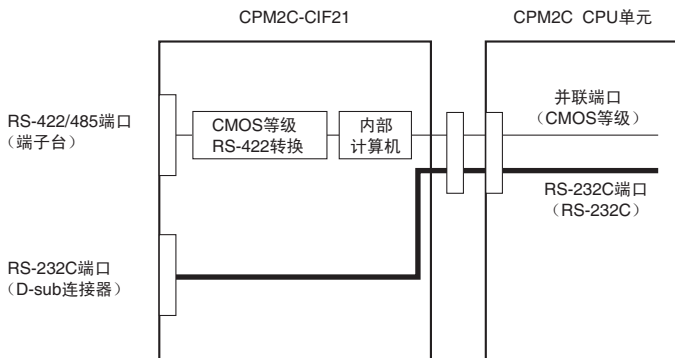 CPM2C-CIF21
CPM2C CPU单元
RS-422/485端口
（端子台）
CMOS等级
RS-422转换
内部
计算机
并联端口
（CMOS等级）
RS-232C端口
（RS-232C）
RS-232C端口
（D-sub连接器）